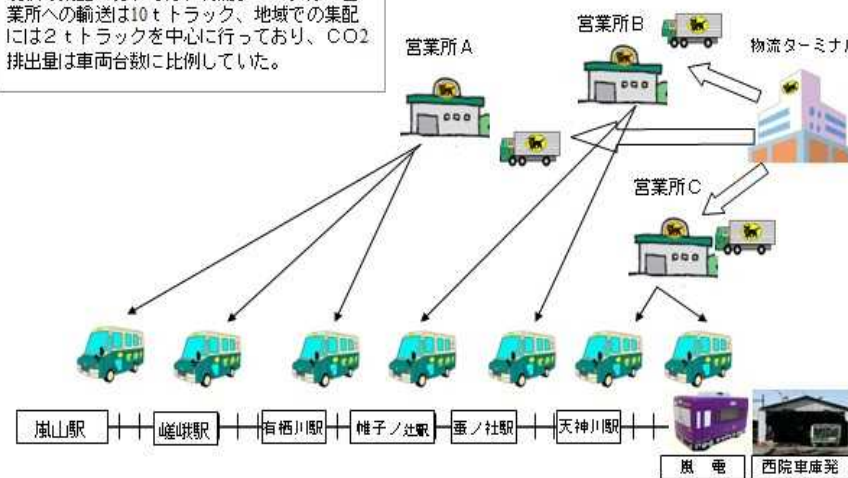 業所への輸送は10ｔトラック、地域での集配
には２ｔトラックを中心に行っており、ＣＯ2
排出量は車両台数に比例していた。
営業所Ａ
営業所Ｂ
物流ターミナル
営業所Ｃ
嵐山駅
嵯峨駅
有栖川駅
帷子ノ辻駅
蚕ノ社駅
天神川駅
嵐　電
西院車庫発